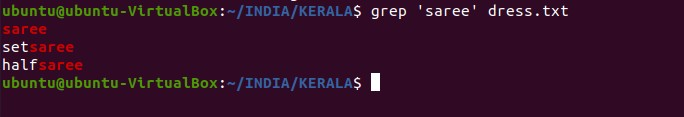 ubuntu@ubuntu-VirtualBox:~/INDIA/KERALA$ grep 'saree' dress.txt
saree
setsaree
halfsaree
ubuntu@ubuntu-VirtualBox:~/INDIA/KERALA$